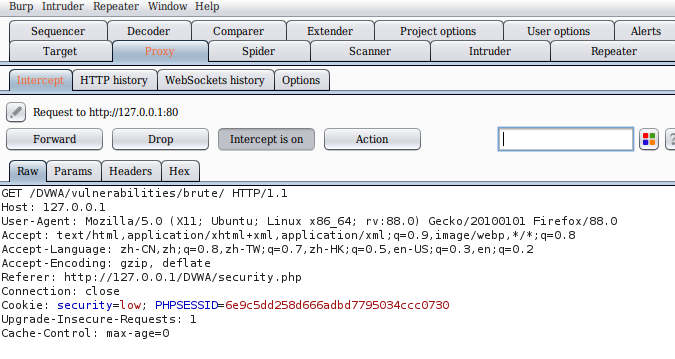 Burp Intruder Repeater Window Help
Sequencer Decoder Comparer Extender Project options User options Alerts
Target Proxy Spider Scanner Intruder Repeater
Intercept HTTP history WebSockets history Options
Request to http://127.0.0.1:80
Forward Drop Intercept is on Action ?
Raw Params Headers Hex
GET /DVWA/vulnerabilities/brute/ HTTP/1.1
Host: 127.0.0.1
User-Agent: Mozilla/5.0 (X11; Ubuntu; Linux x86_64; rv:88.0) Gecko/20100101 Firefox/88.0
Accept: text/html,application/xhtml+xml,application/xml;q=0.9,image/webp,*/*;q=0.8
Accept-Language: zh-CN,zh;q=0.8,zh-TW;q=0.7,zh-HK;q=0.5,en-US;q=0.3,en;q=0.2
Accept-Encoding: gzip, deflate
Referer: http://127.0.0.1/DVWA/security.php
Connection: close
Cookie: security=low; PHPSESSID=6e9c5dd258d666adbd7795034ccc0730
Upgrade-Insecure-Requests: 1
Cache-Control: max-age=0